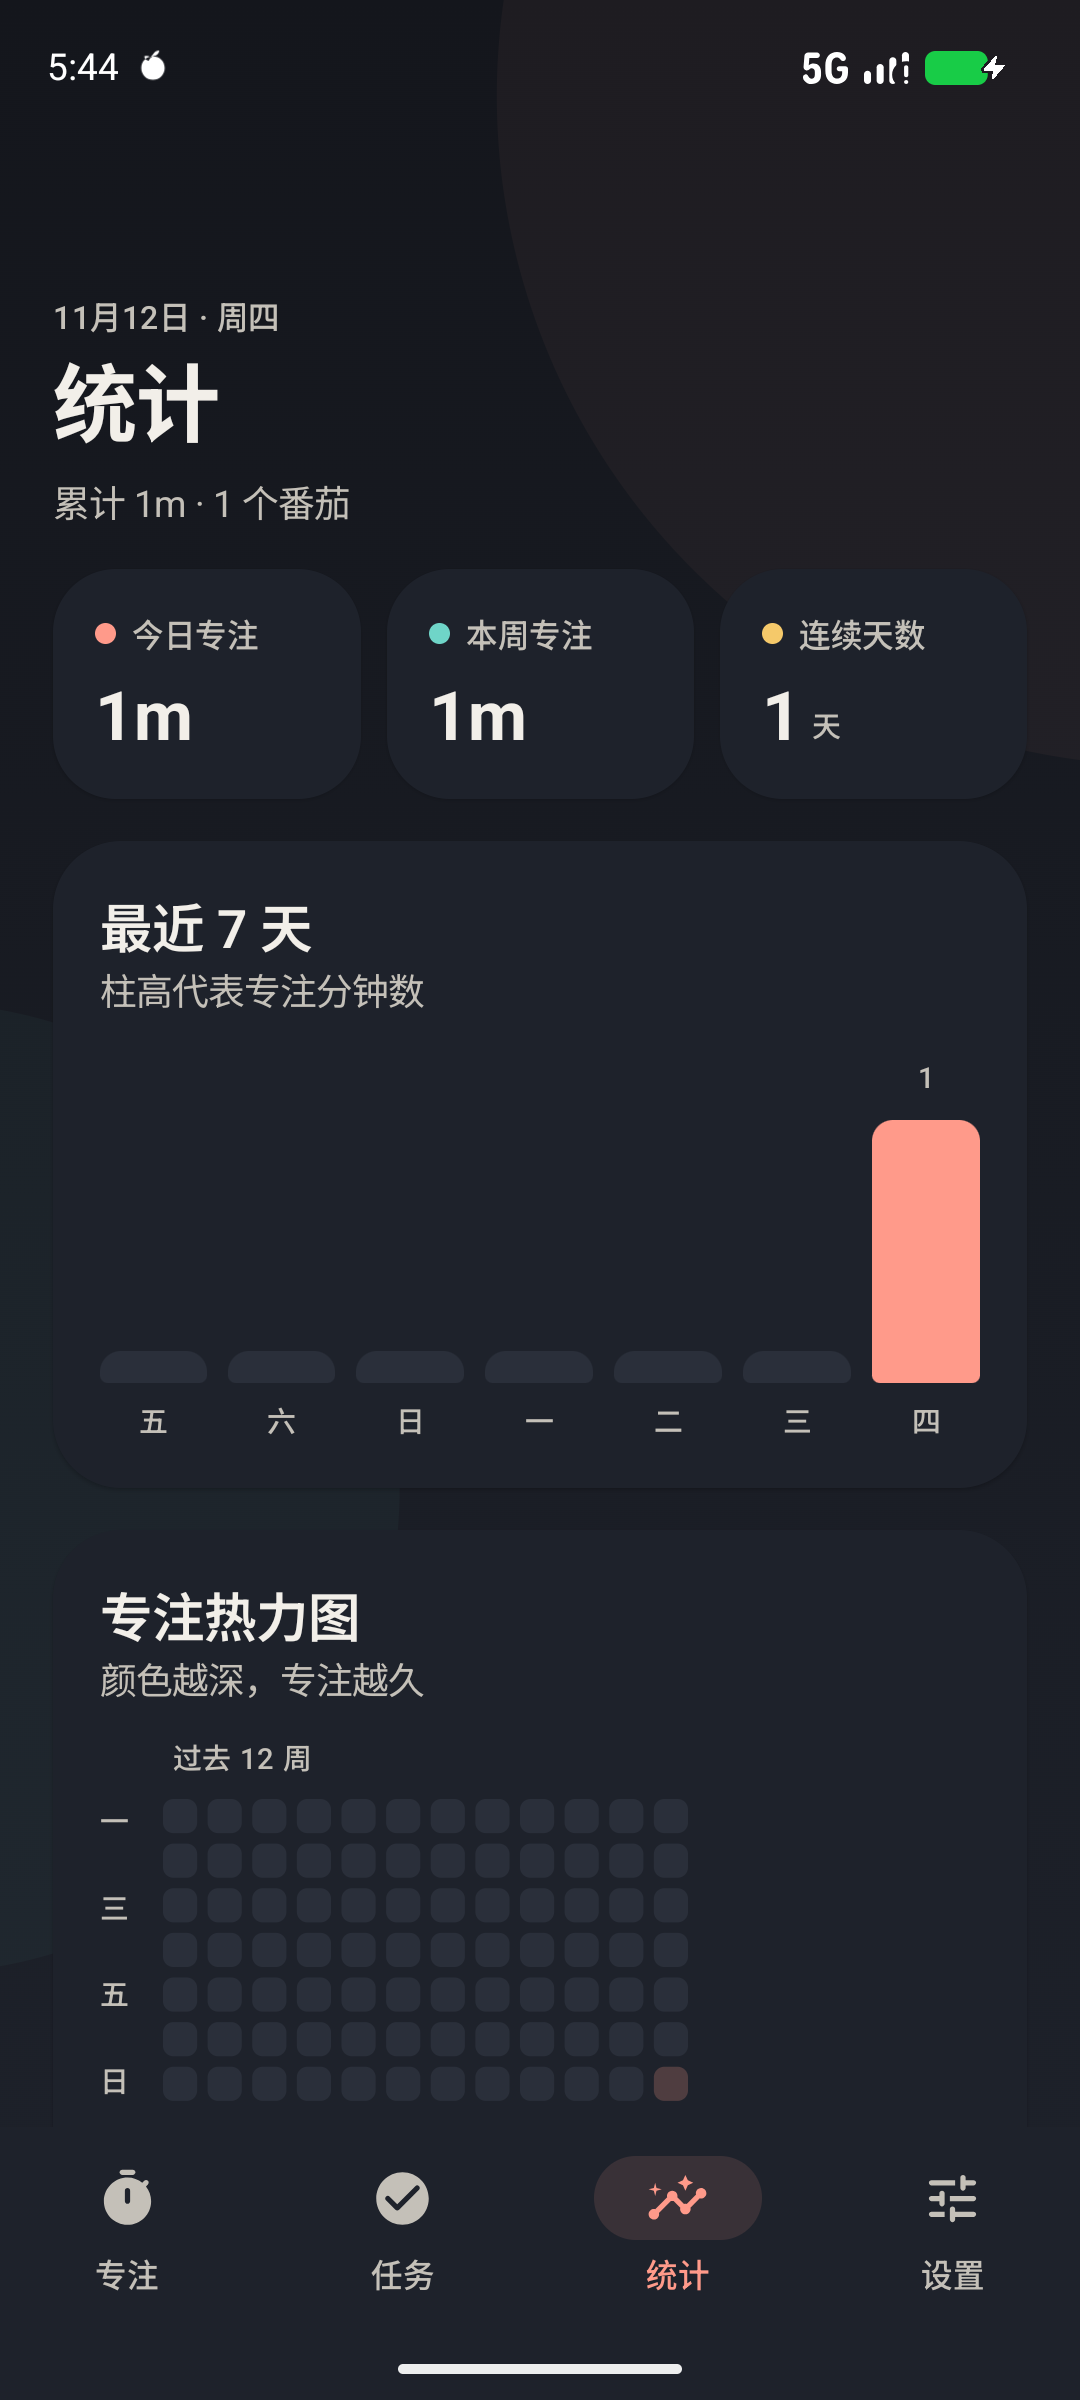 5:44 5G
11月12日 · 周四
统计
累计 1m · 1 个番茄
今日专注 本周专注 连续天数
1m 1m 1 天
最近 7 天
柱高代表专注分钟数
1
五 六 日 一 二 三 四
专注热力图
颜色越深，专注越久
过去 12 周
一
三
五
日
专注 任务 统计 设置